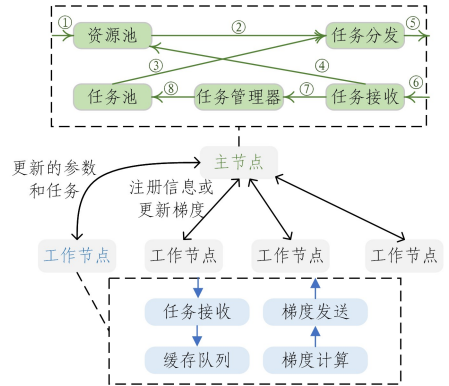 ① 资源池 ② 任务分发 ⑤
③ ④
任务池 ⑧ 任务管理器 ⑦ 任务接收 ⑥
主节点
更新的参数
和任务
注册信息或
更新梯度
工作节点 工作节点 工作节点 工作节点
任务接收 梯度发送
缓存队列 梯度计算